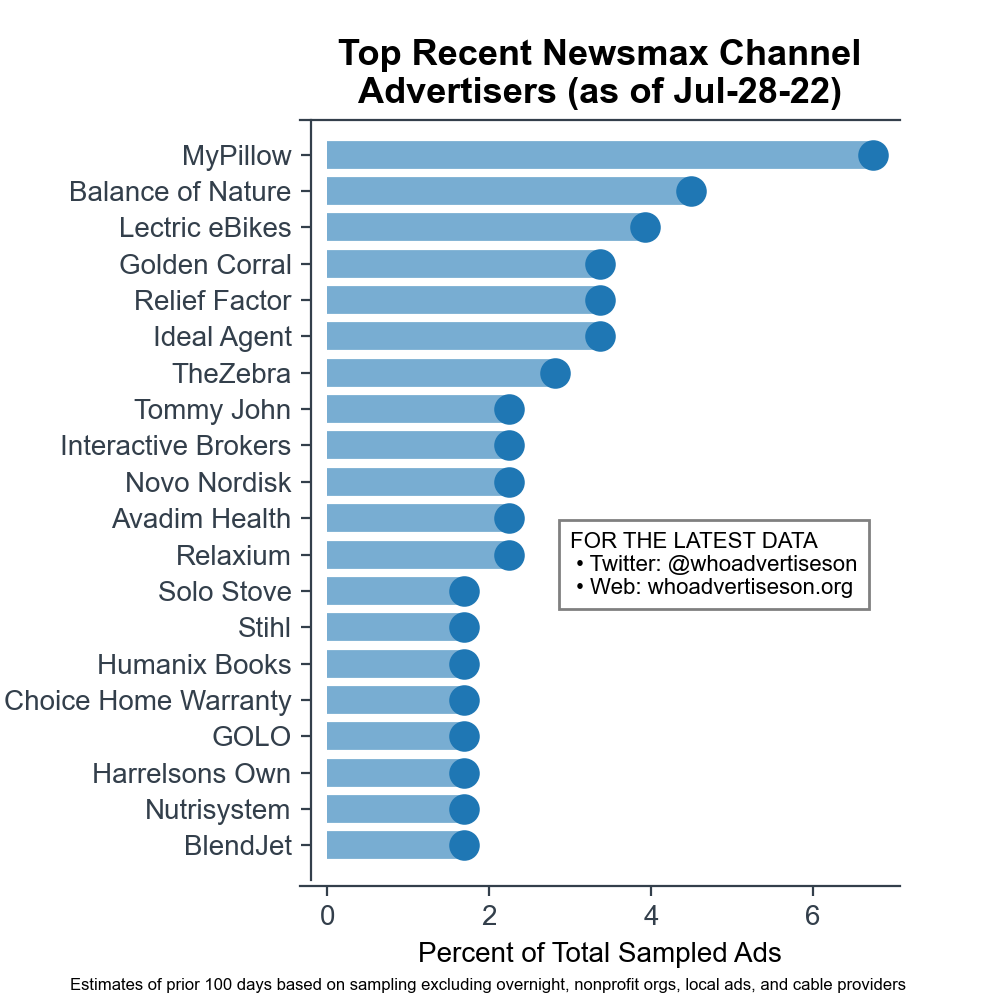 Top Recent Newsmax Channel
Advertisers (as of Jul-28-22)
MyPillow
Balance of Nature
Lectric eBikes
Golden Corral
Relief Factor
Ideal Agent
TheZebra
Tommy John
Interactive Brokers
Novo Nordisk
Avadim Health
Relaxium
Solo Stove
Stihl
Humanix Books
Choice Home Warranty
GOLO
Harrelsons Own
Nutrisystem
BlendJet
FOR THE LATEST DATA
• Twitter: @whoadvertiseson
• Web: whoadvertiseson.org
0 2 4 6
Percent of Total Sampled Ads
Estimates of prior 100 days based on sampling excluding overnight, nonprofit orgs, local ads, and cable providers